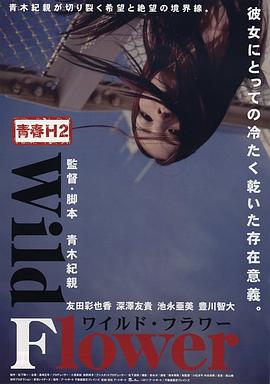 青木紀親が切り裂く希望と絶望の境界線。
彼女にとっての冷たく乾いた存在意義。
青春H2
監督・脚本 青木紀親
友田彩也香 深澤友貴 池永亜美 豊川智大
Wild
ワイルド・フラワー
Flower